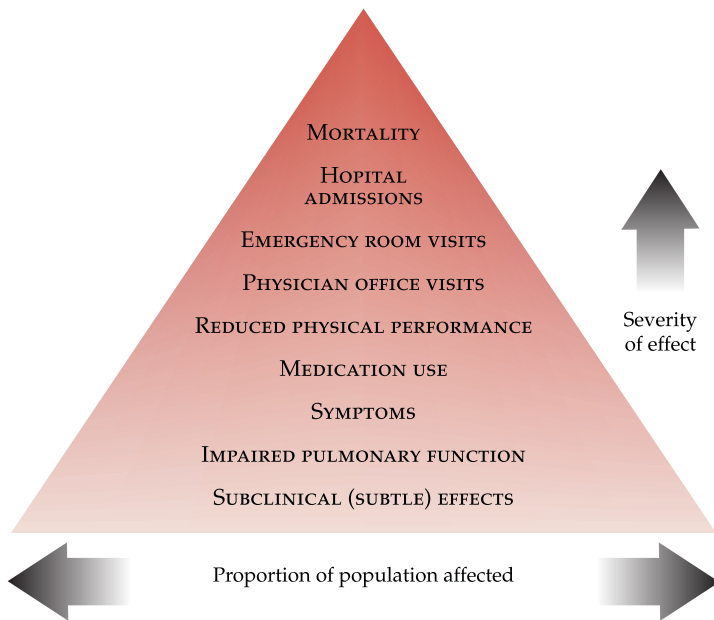 Mortality
Hopital
admissions
Emergency room visits
Physician office visits
Reduced physical performance
Medication use
Symptoms
Impaired pulmonary function
Subclinical (subtle) effects
Severity
of effect
Proportion of population affected